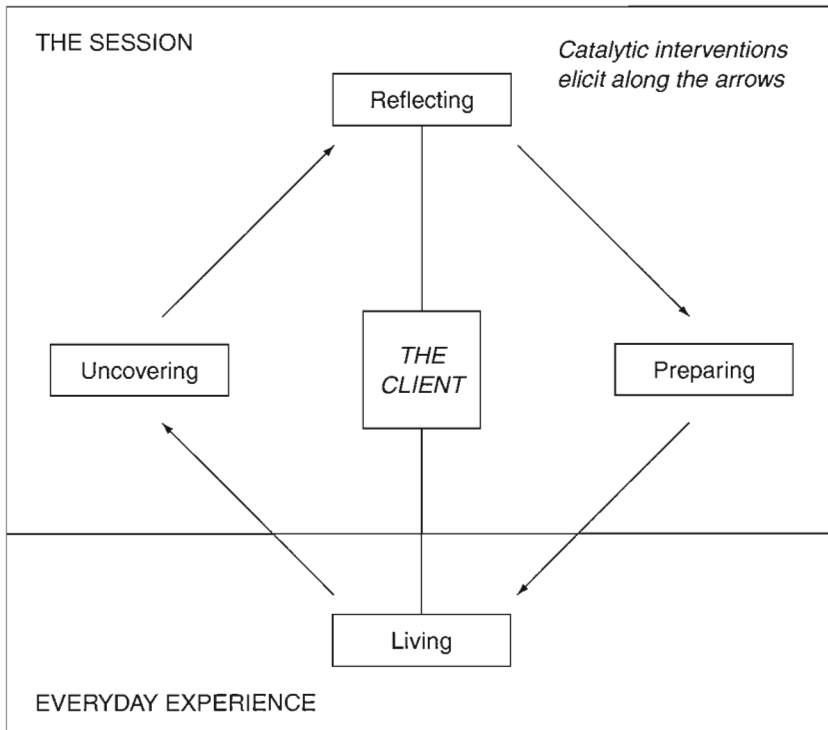 THE SESSION
Catalytic interventions
elicit along the arrows
Reflecting
Uncovering
THE
CLIENT
Preparing
Living
EVERYDAY EXPERIENCE